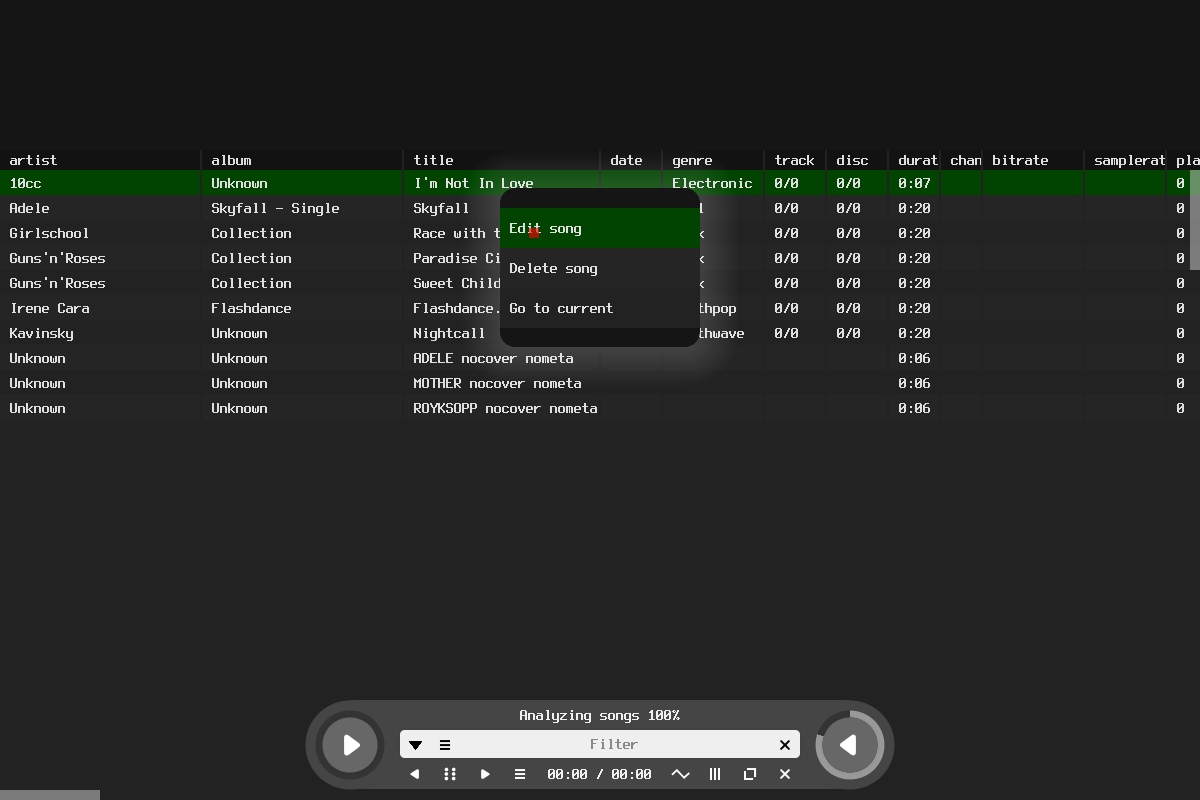 artist album title date genre track disc durat chan bitrate samplerat pla
10cc Unknown I'm Not In Love Electronic 0/0 0/0 0:07 0
Adele Skyfall - Single Skyfall 0/0 0/0 0:20 0
Girlschool Collection Race with t 0/0 0/0 0:20 0
Guns'n'Roses Collection Paradise Ci 0/0 0/0 0:20 0
Guns'n'Roses Collection Sweet Child 0/0 0/0 0:20 0
Irene Cara Flashdance Flashdance. thpop 0/0 0/0 0:20 0
Kavinsky Unknown Nightcall thwave 0/0 0/0 0:20 0
Unknown Unknown ADELE nocover nometa 0:06 0
Unknown Unknown MOTHER nocover nometa 0:06 0
Unknown Unknown ROYKSOPP nocover nometa 0:06 0
Edit song
Delete song
Go to current
Analyzing songs 100%
Filter
00:00 / 00:00